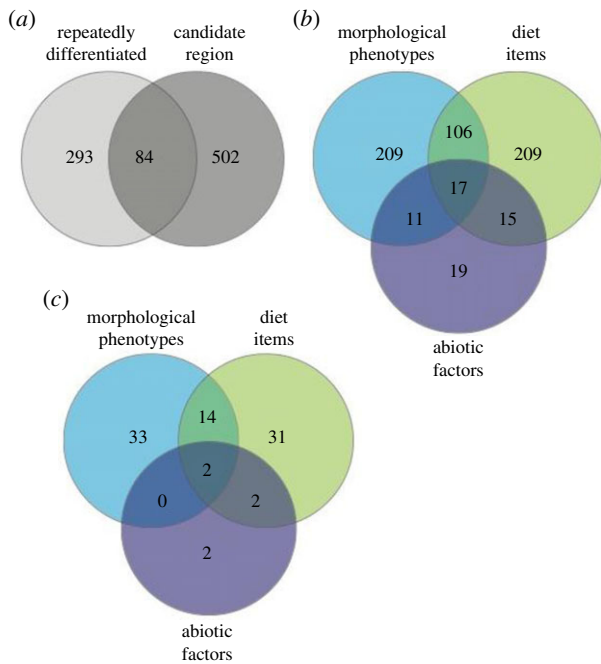 (a)
repeatedly
differentiated
candidate
region
293
84
502
(b)
morphological
phenotypes
diet
items
209
106
209
17
11
15
19
abiotic
factors
(c)
morphological
phenotypes
diet
items
33
14
31
2
0
2
2
abiotic
factors